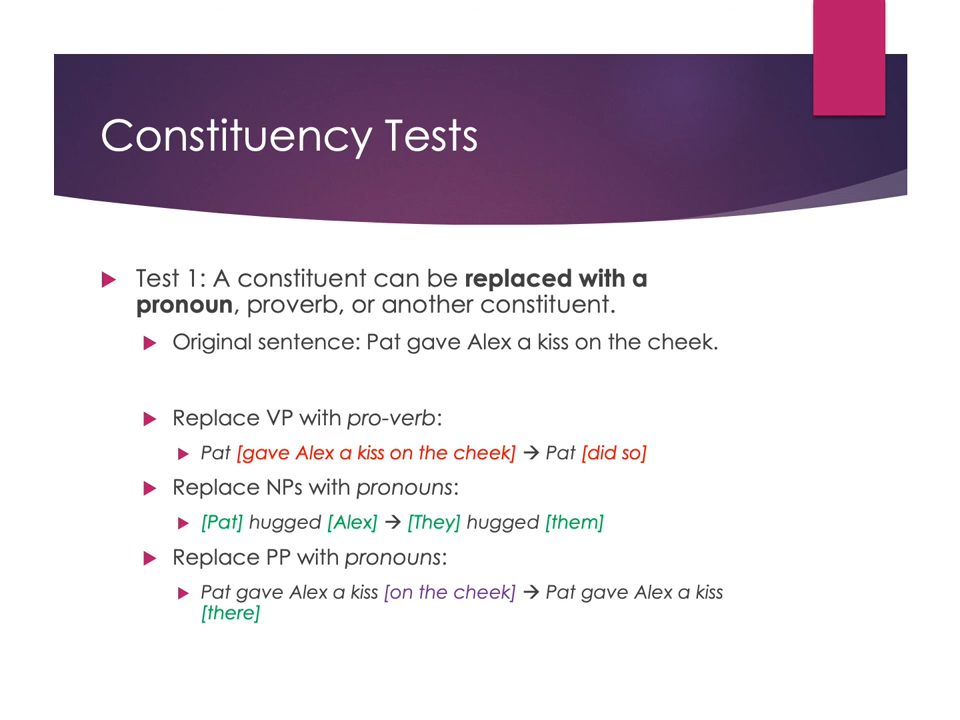 Constituency Tests
Test 1: A constituent can be replaced with a
pronoun, proverb, or another constituent.
Original sentence: Pat gave Alex a kiss on the cheek.
Replace VP with pro-verb:
Pat [gave Alex a kiss on the cheek] → Pat [did so]
Replace NPs with pronouns:
[Pat] hugged [Alex] → [They] hugged [them]
Replace PP with pronouns:
Pat gave Alex a kiss [on the cheek] → Pat gave Alex a kiss
[there]